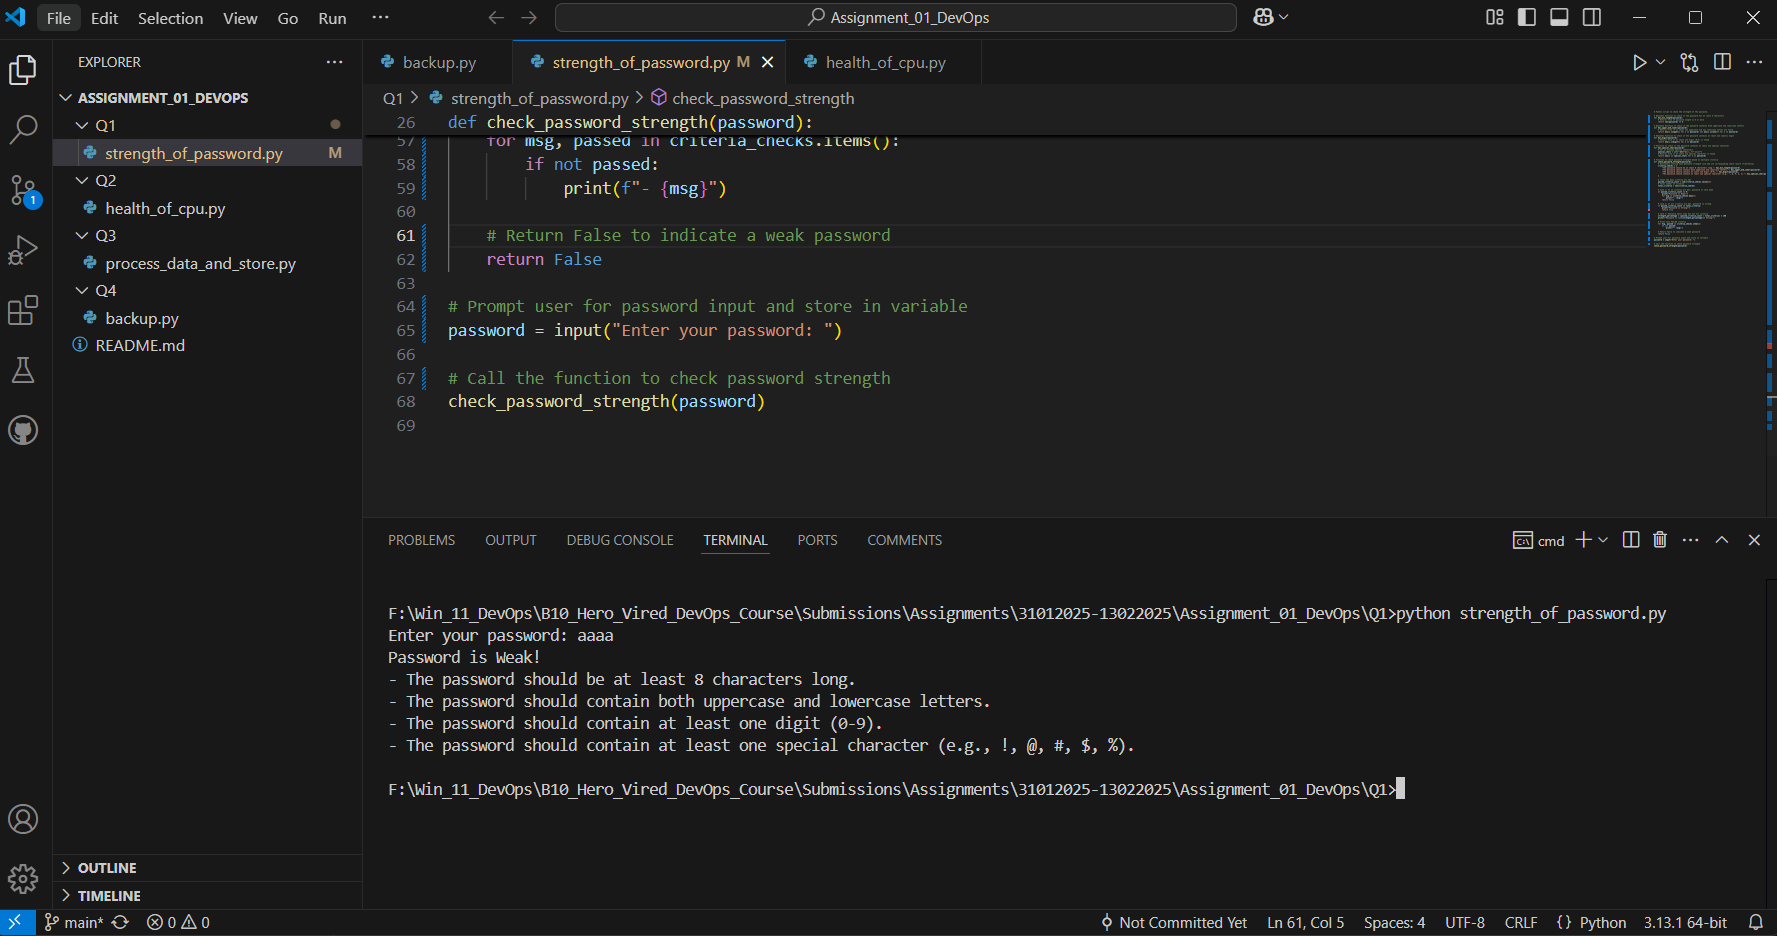 File Edit Selection View Go Run ···
Assignment_01_DevOps
EXPLORER ···
ASSIGNMENT_01_DEVOPS
Q1
strength_of_password.py M
Q2
health_of_cpu.py
Q3
process_data_and_store.py
Q4
backup.py
README.md
OUTLINE
TIMELINE
1
backup.py strength_of_password.py M health_of_cpu.py
Q1 > strength_of_password.py > check_password_strength
26 def check_password_strength(password):
57 for msg, passed in criteria_checks.items():
58 if not passed:
59 print(f"- {msg}")
60
61 # Return False to indicate a weak password
62 return False
63
64 # Prompt user for password input and store in variable
65 password = input("Enter your password: ")
66
67 # Call the function to check password strength
68 check_password_strength(password)
69
PROBLEMS OUTPUT DEBUG CONSOLE TERMINAL PORTS COMMENTS
cmd
F:\Win_11_DevOps\B10_Hero_Vired_DevOps_Course\Submissions\Assignments\31012025-13022025\Assignment_01_DevOps\Q1>python strength_of_password.py
Enter your password: aaaa
Password is Weak!
- The password should be at least 8 characters long.
- The password should contain both uppercase and lowercase letters.
- The password should contain at least one digit (0-9).
- The password should contain at least one special character (e.g., !, @, #, $, %).
F:\Win_11_DevOps\B10_Hero_Vired_DevOps_Course\Submissions\Assignments\31012025-13022025\Assignment_01_DevOps\Q1>
main* 0 0 Not Committed Yet Ln 61, Col 5 Spaces: 4 UTF-8 CRLF {} Python 3.13.1 64-bit